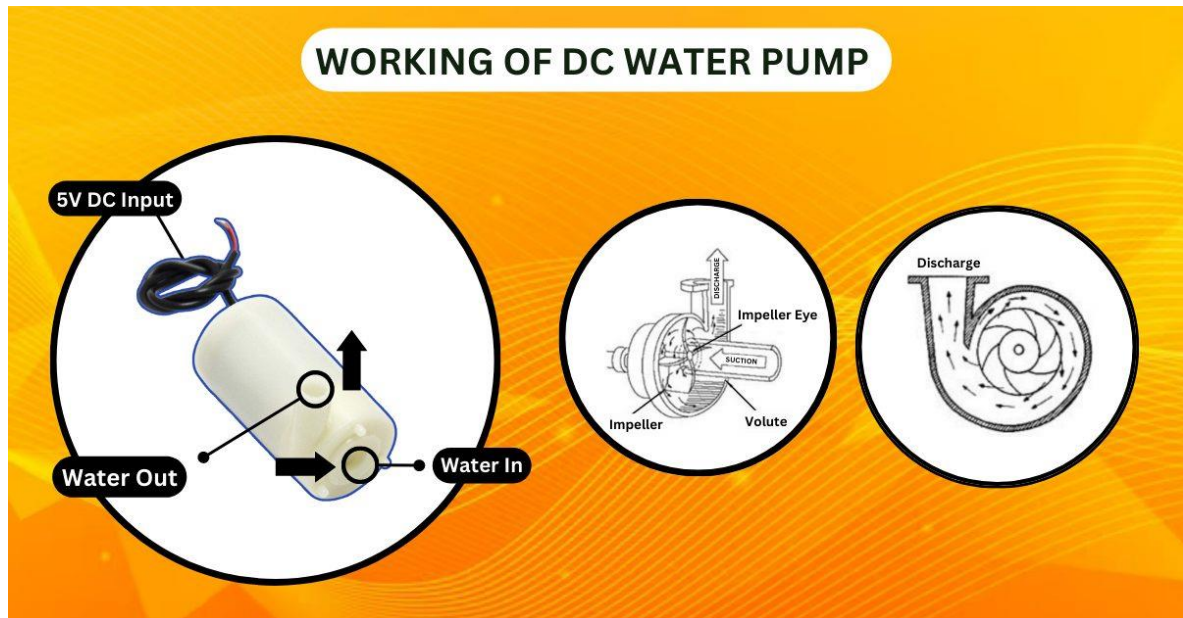 WORKING OF DC WATER PUMP
5V DC Input
Water Out
Water In
DISCHARGE
Impeller Eye
SUCTION
Impeller
Volute
Discharge